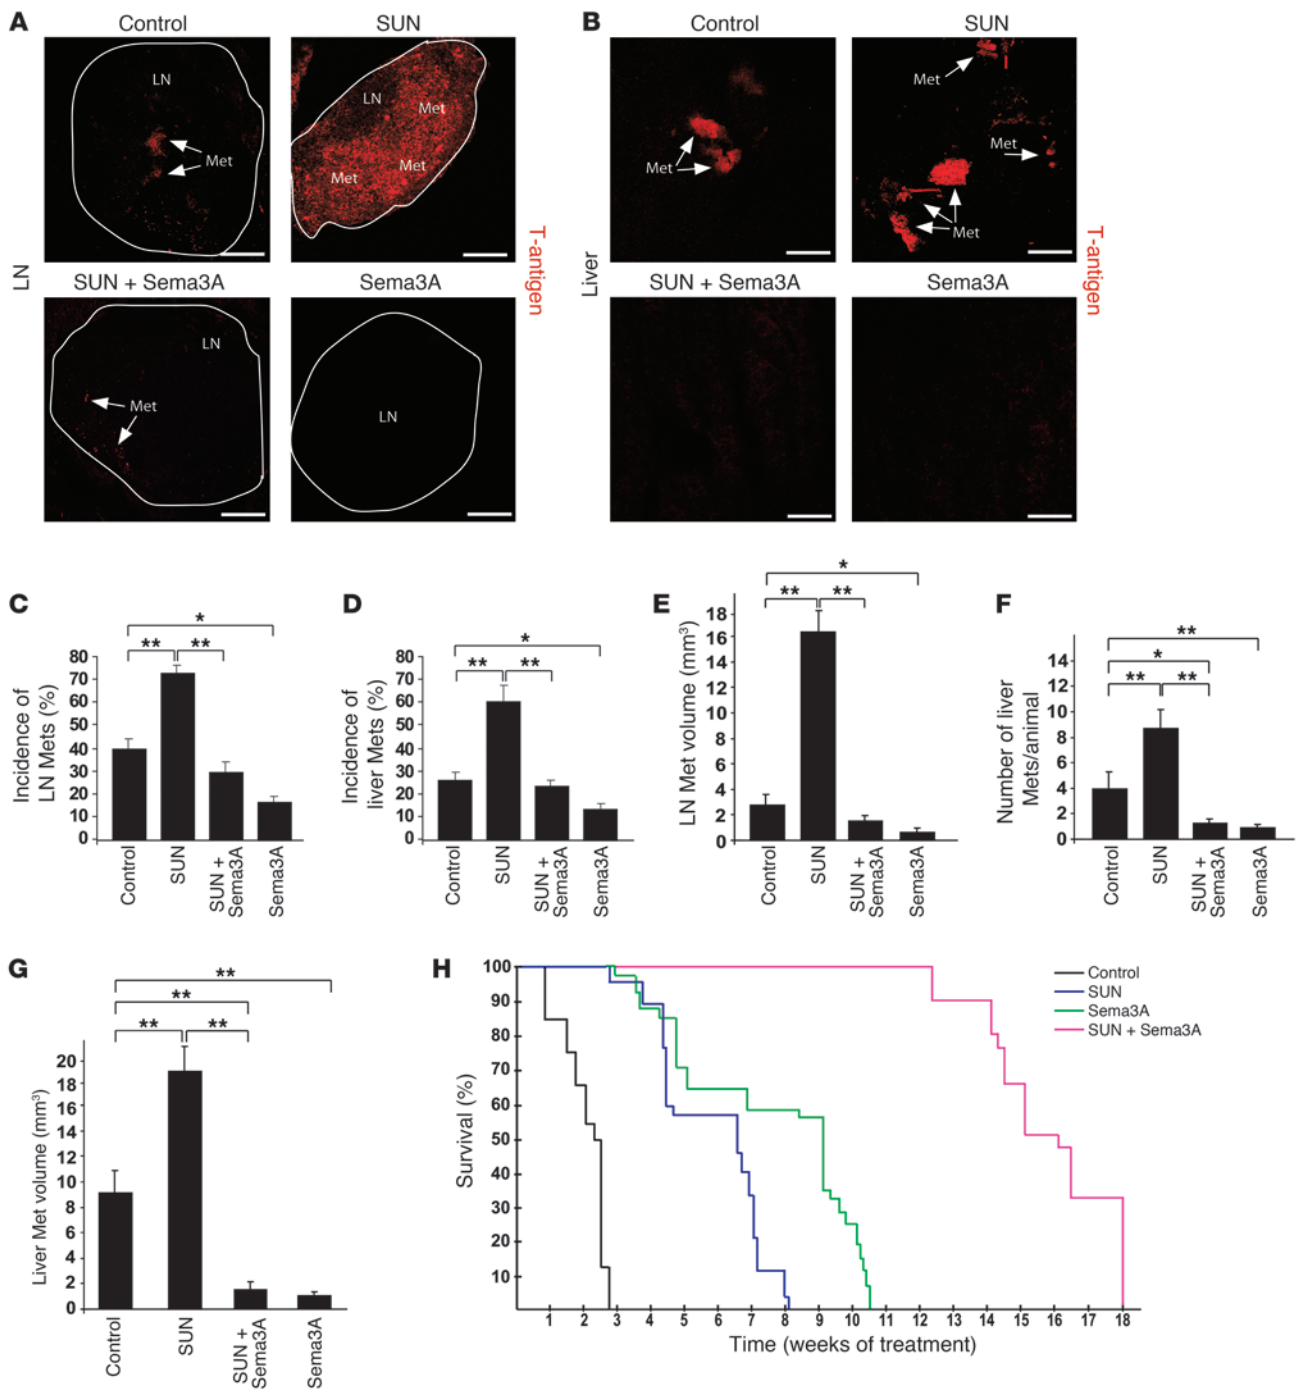 A
Control
SUN
LN
Met
LN
Met
Met
Met
SUN + Sema3A
Sema3A
LN
Met
LN
LN
T-antigen
B
Control
SUN
Met
Met
Met
Met
SUN + Sema3A
Sema3A
Liver
T-antigen
C
Incidence of
LN Mets (%)
80
70
60
50
40
30
20
10
0
*
** **
Control
SUN
SUN +
Sema3A
Sema3A
D
Incidence of
liver Mets (%)
80
70
60
50
40
30
20
10
0
*
** **
Control
SUN
SUN +
Sema3A
Sema3A
E
LN Met volume (mm³)
18
16
14
12
10
8
6
4
2
0
*
** **
Control
SUN
SUN +
Sema3A
Sema3A
F
Number of liver
Mets/animal
14
12
10
8
6
4
2
0
**
*
** **
Control
SUN
SUN +
Sema3A
Sema3A
G
Liver Met volume (mm³)
20
18
16
14
12
10
8
6
4
2
0
**
**
** **
Control
SUN
SUN +
Sema3A
Sema3A
H
Survival (%)
100
90
80
70
60
50
40
30
20
10
1 2 3 4 5 6 7 8 9 10 11 12 13 14 15 16 17 18
Time (weeks of treatment)
Control
SUN
Sema3A
SUN + Sema3A